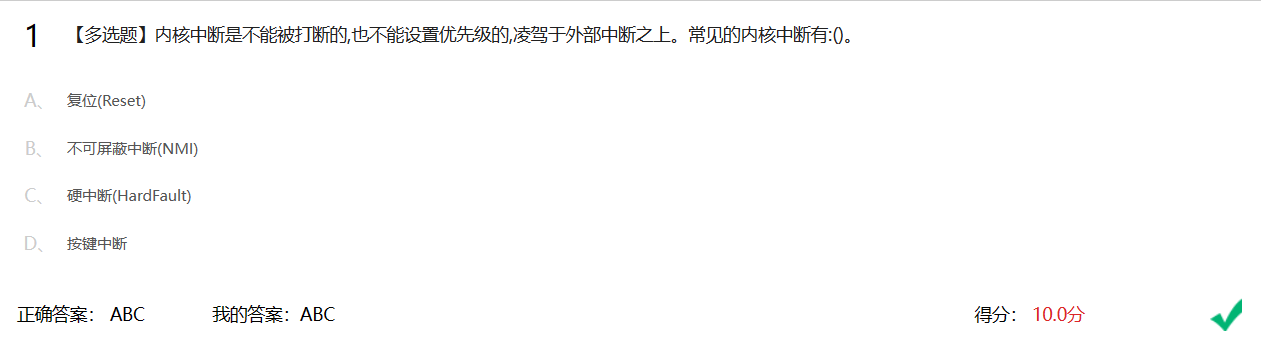 1 【多选题】内核中断是不能被打断的,也不能设置优先级的,凌驾于外部中断之上。常见的内核中断有:()。
A、 复位(Reset)
B、 不可屏蔽中断(NMI)
C、 硬中断(HardFault)
D、 按键中断
正确答案： ABC 我的答案：ABC 得分： 10.0分